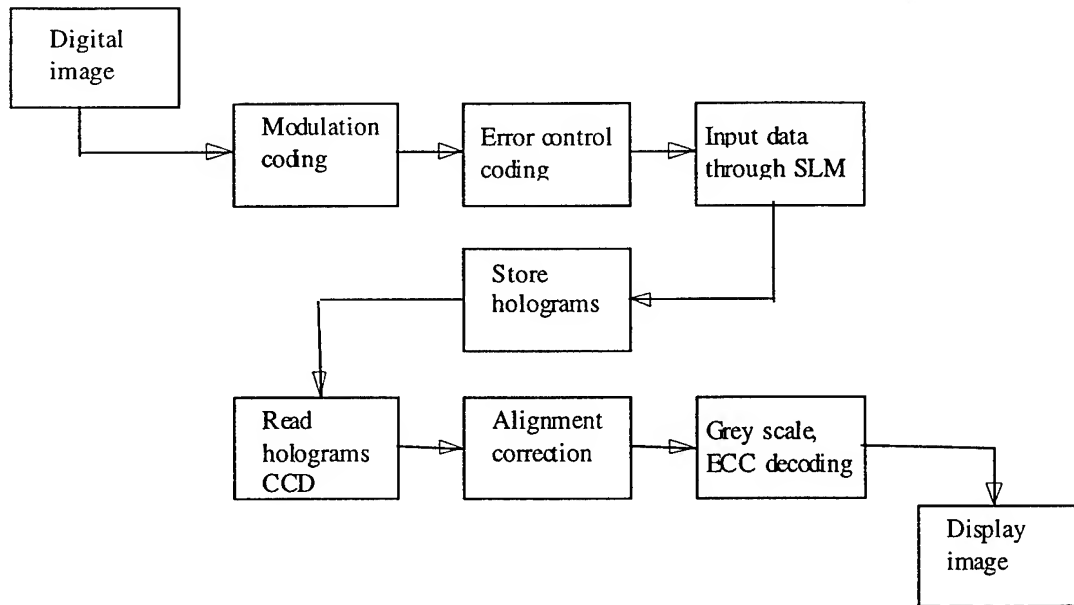 Digital
image
Modulation
coding
Error control
coding
Input data
through SLM
Store
holograms
Read
holograms
CCD
Alignment
correction
Grey scale,
ECC decoding
Display
image